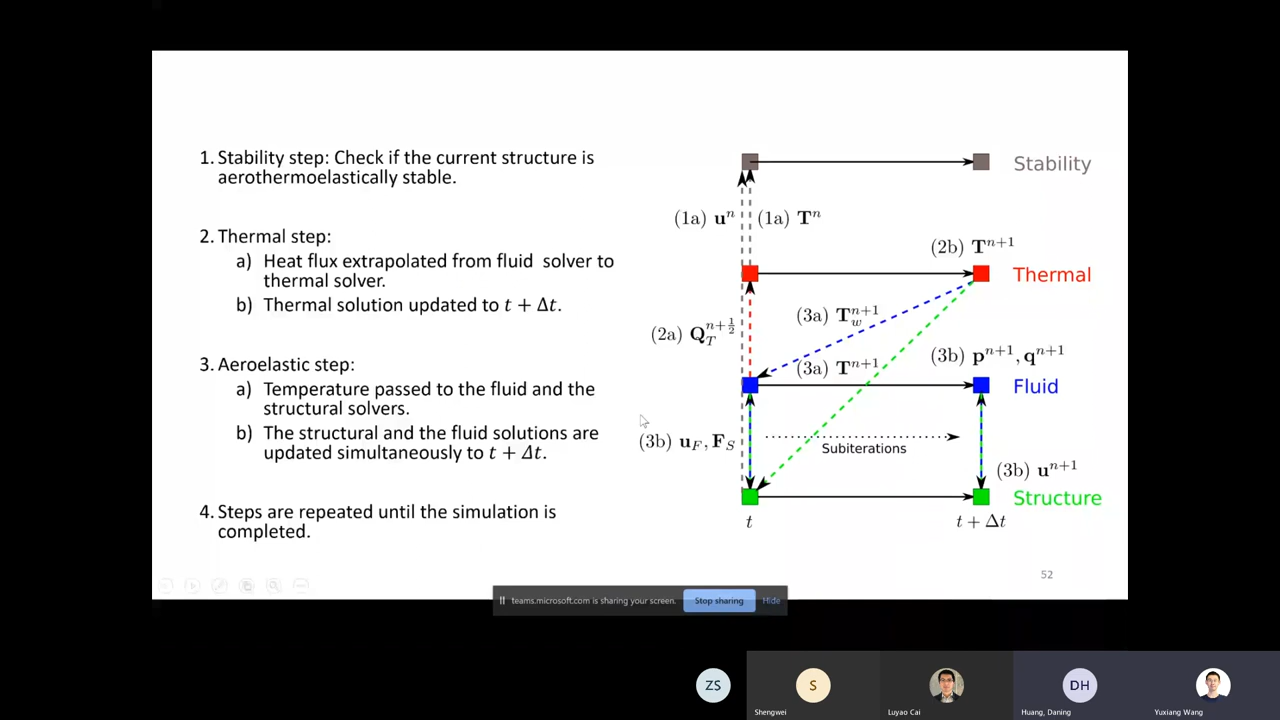 1. Stability step: Check if the current structure is
aerothermoelastically stable.
2. Thermal step:
a) Heat flux extrapolated from fluid solver to
thermal solver.
b) Thermal solution updated to t + Δt.
3. Aeroelastic step:
a) Temperature passed to the fluid and the
structural solvers.
b) The structural and the fluid solutions are
updated simultaneously to t + Δt.
4. Steps are repeated until the simulation is
completed.
Stability
(1a) uⁿ (1a) Tⁿ
(2b) Tⁿ⁺¹
Thermal
(3a) T_w^{n+1}
(2a) Q_T^{n+1/2}
(3b) pⁿ⁺¹, qⁿ⁺¹
(3a) Tⁿ⁺¹
Fluid
(3b) u_F, F_S
Subiterations
(3b) uⁿ⁺¹
Structure
t
t + Δt
52
teams.microsoft.com is sharing your screen. Stop sharing Hide
ZS
S
DH
Shengwei
Luyao Cai
Huang, Daning
Yuxiang Wang